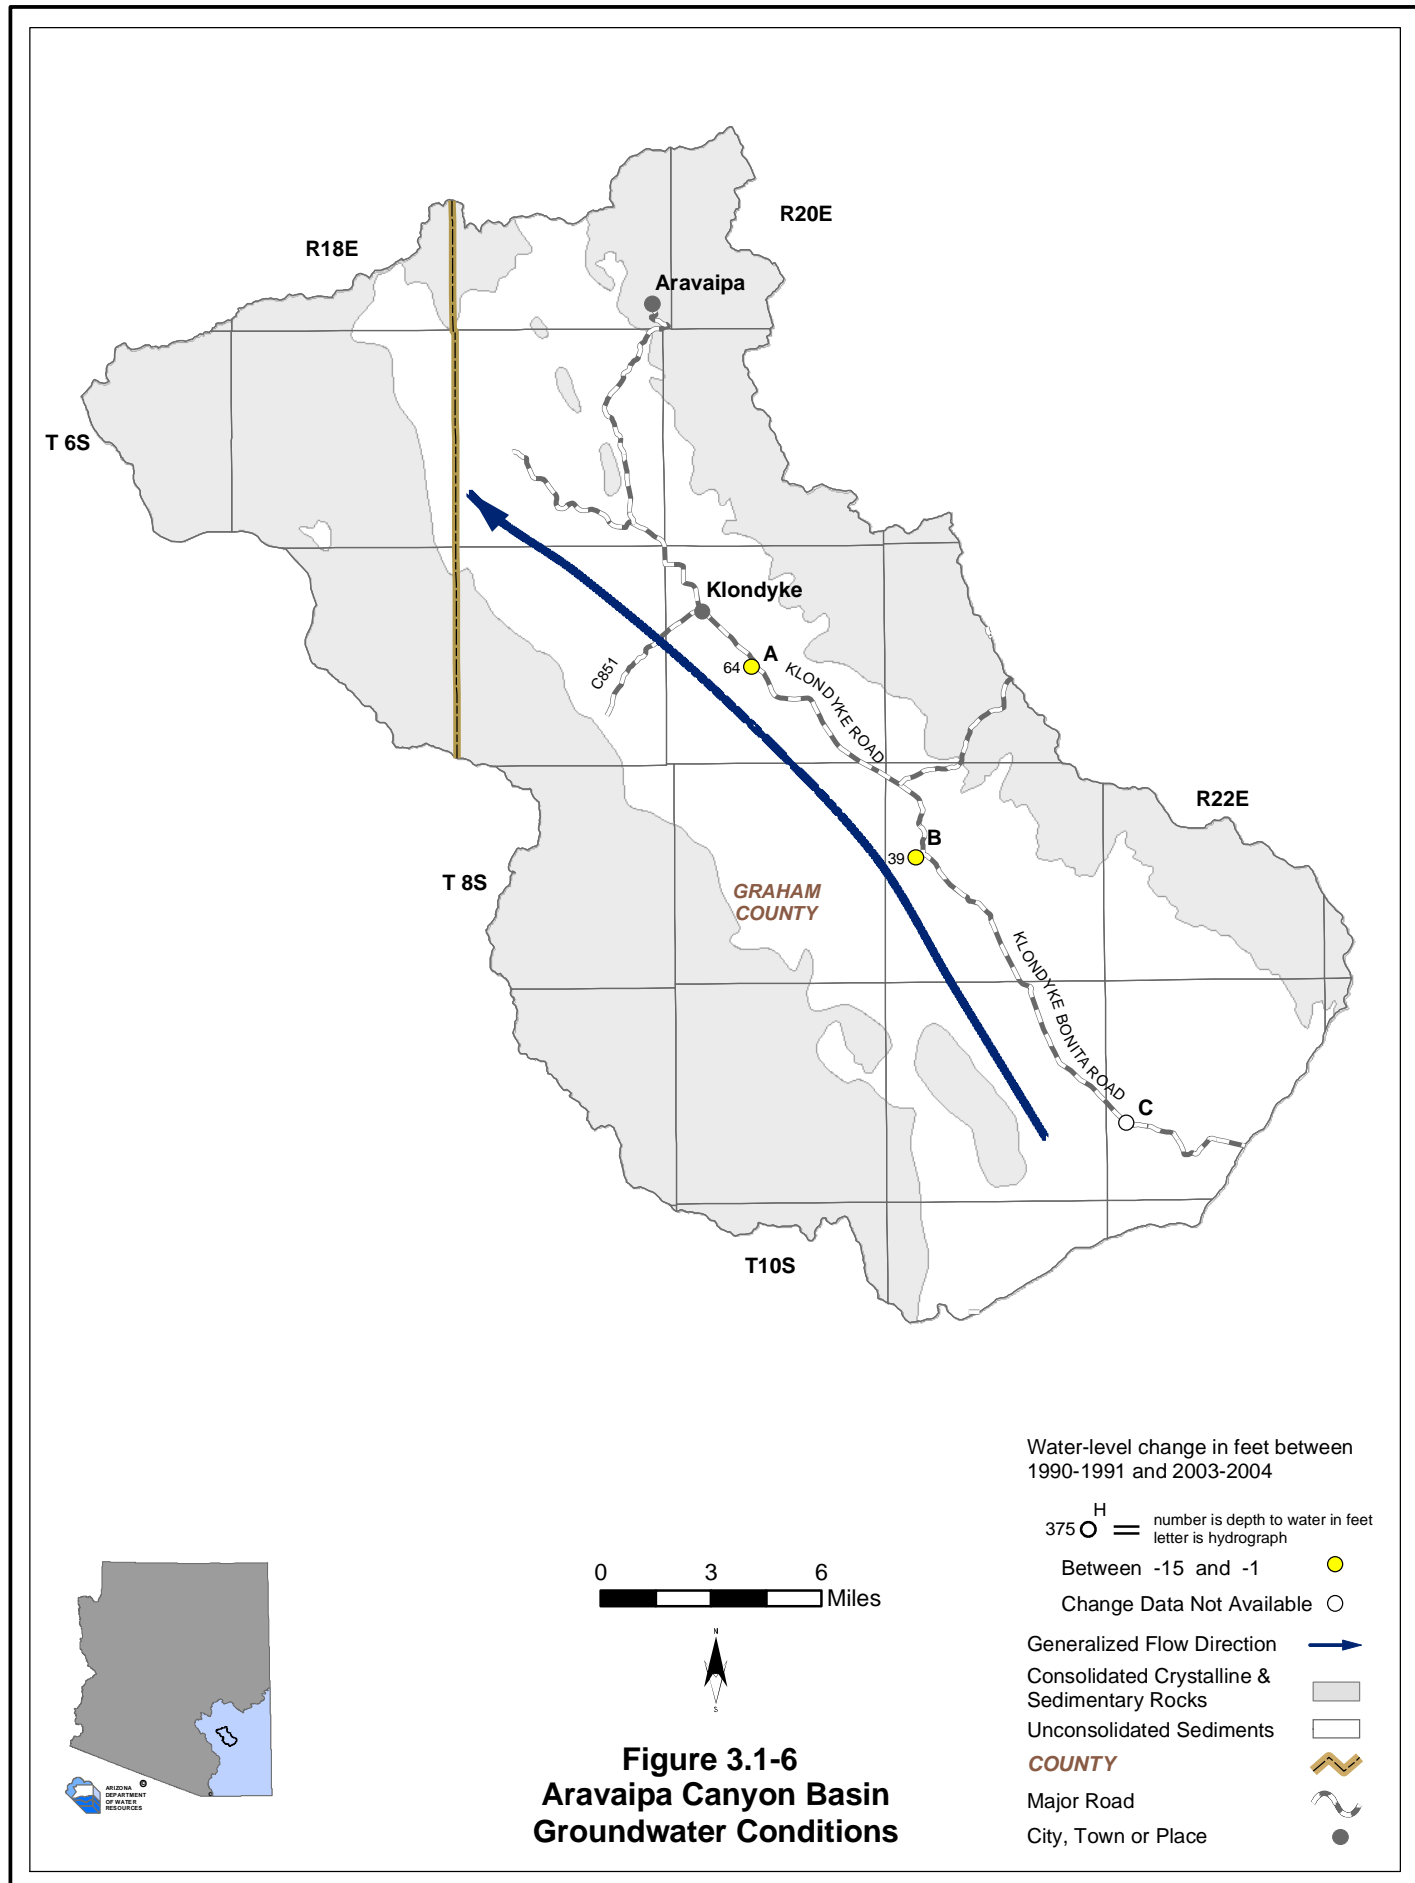 R20E
R18E
Aravaipa
T 6S
Klondyke
A
64
C851
KLONDYKE ROAD
R22E
B
39
T 8S
GRAHAM
COUNTY
KLONDYKE BONITA ROAD
C
T10S
Water-level change in feet between
1990-1991 and 2003-2004
H
375
number is depth to water in feet
letter is hydrograph
Between -15 and -1
Change Data Not Available
Generalized Flow Direction
Consolidated Crystalline &
Sedimentary Rocks
Unconsolidated Sediments
COUNTY
Major Road
City, Town or Place
0 3 6
Miles
N
S
ARIZONA
DEPARTMENT
OF WATER
RESOURCES
Figure 3.1-6
Aravaipa Canyon Basin
Groundwater Conditions